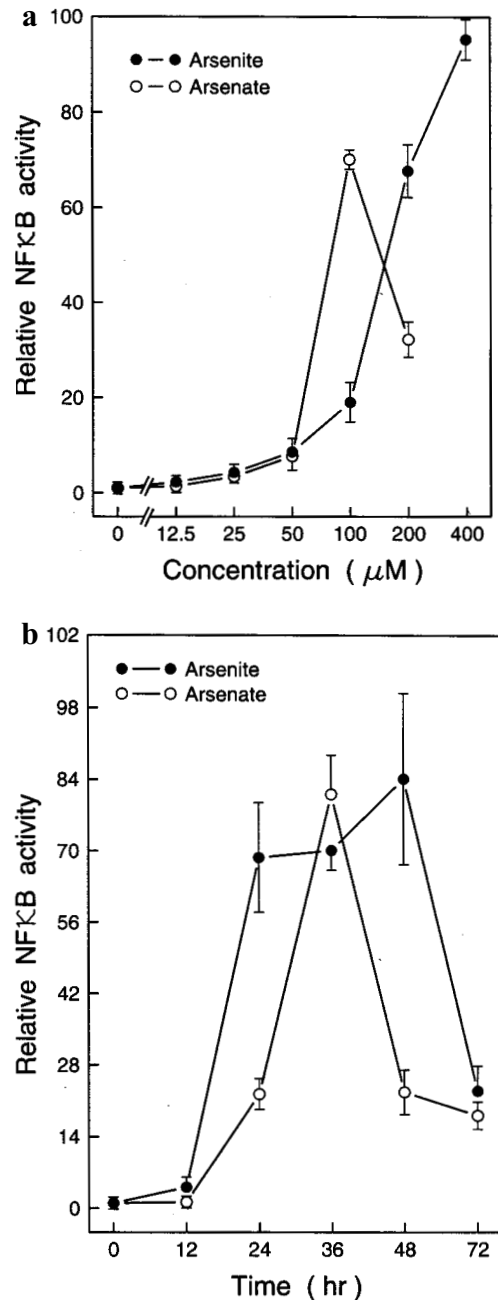 a
100
80
60
40
20
0
Relative NFκB activity
Arsenite
Arsenate
0 12.5 25 50 100 200 400
Concentration ( μM )
b
102
98
84
70
56
42
28
14
0
Relative NFκB activity
Arsenite
Arsenate
0 12 24 36 48 72
Time ( hr )